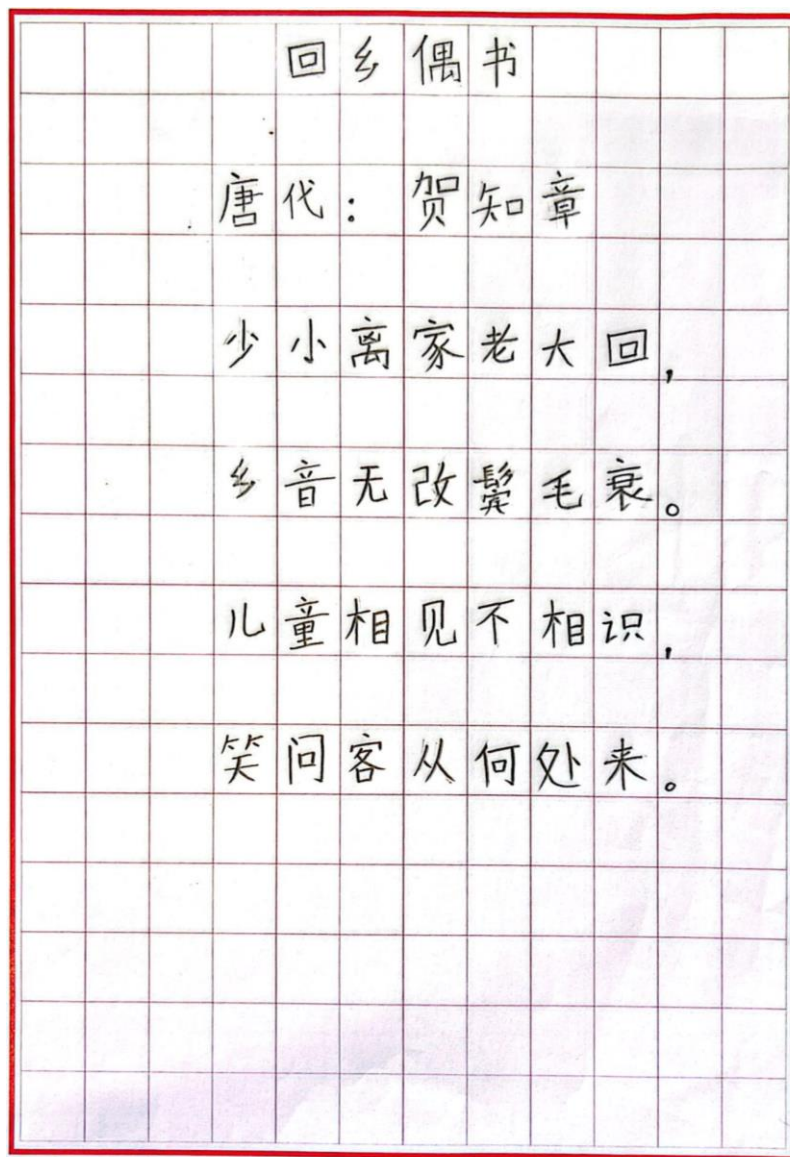 回乡偶书
唐代：贺知章
少小离家老大回，
乡音无改鬓毛衰。
儿童相见不相识，
笑问客从何处来。